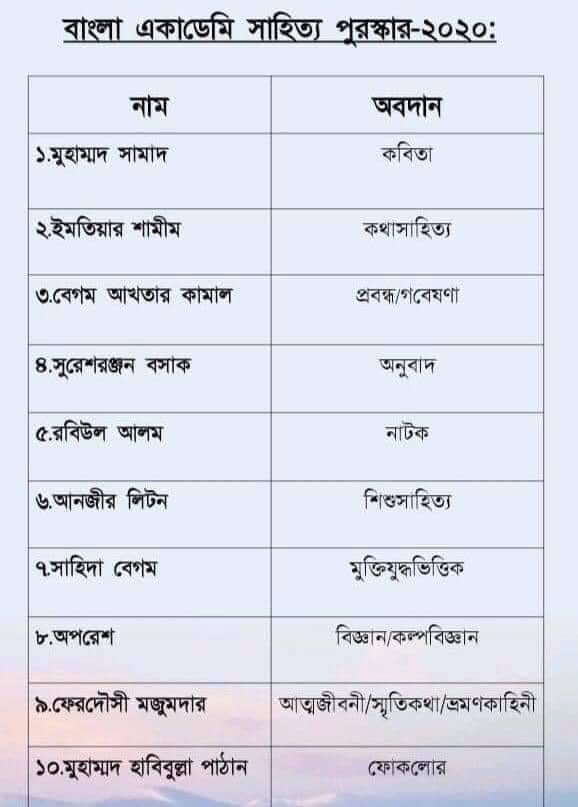 বাংলা একাডেমি সাহিত্য পুরস্কার-২০২০:
নাম অবদান
১.মুহাম্মদ সামাদ কবিতা
২.ইমতিয়ার শামীম কথাসাহিত্য
৩.বেগম আখতার কামাল প্রবন্ধ/গবেষণা
৪.সুরেশরঞ্জন বসাক অনুবাদ
৫.রবিউল আলম নাটক
৬.আনজীর লিটন শিশুসাহিত্য
৭.সাহিদা বেগম মুক্তিযুদ্ধভিত্তিক
৮.অপরেশ বিজ্ঞান/কল্পবিজ্ঞান
৯.ফেরদৌসী মজুমদার আত্মজীবনী/স্মৃতিকথা/ভ্রমণকাহিনী
১০.মুহাম্মদ হাবিবুল্লা পাঠান ফোকলোর